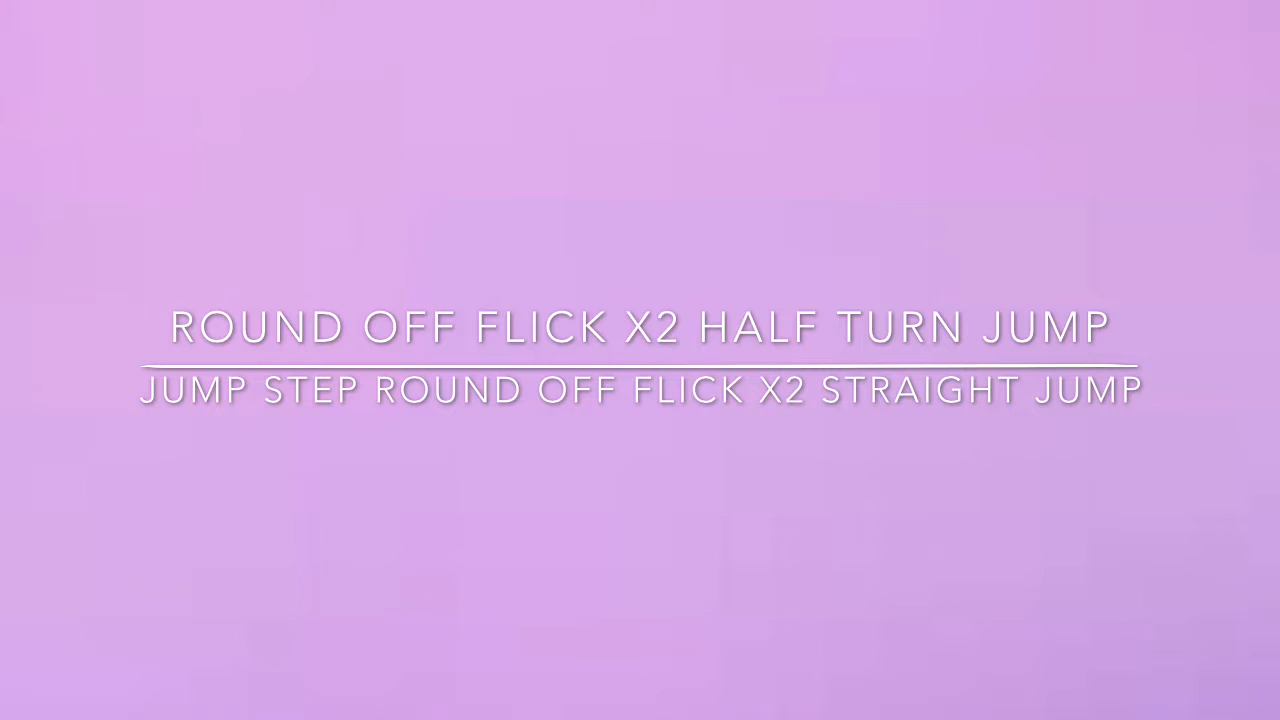 ROUND OFF FLICK X2 HALF TURN JUMP
JUMP STEP ROUND OFF FLICK X2 STRAIGHT JUMP